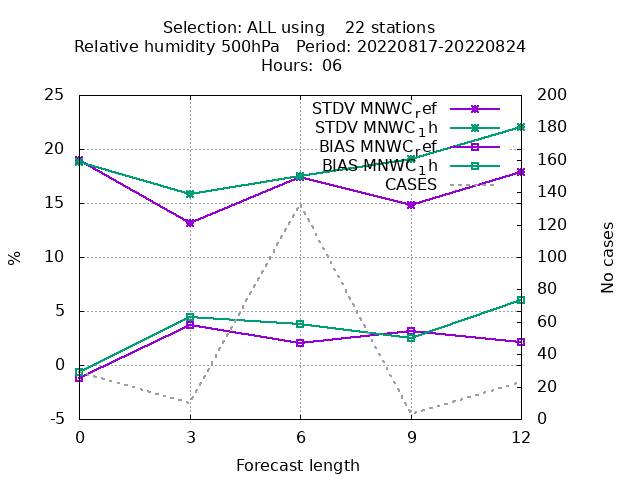 Selection: ALL using 22 stations
Relative humidity 500hPa Period: 20220817-20220824
Hours: 06
25
20
15
10
5
0
-5
%
200
180
160
140
120
100
80
60
40
20
0
No cases
STDV MNWC_ref
STDV MNWC_1h
BIAS MNWC_ref
BIAS MNWC_1h
CASES
0 3 6 9 12
Forecast length